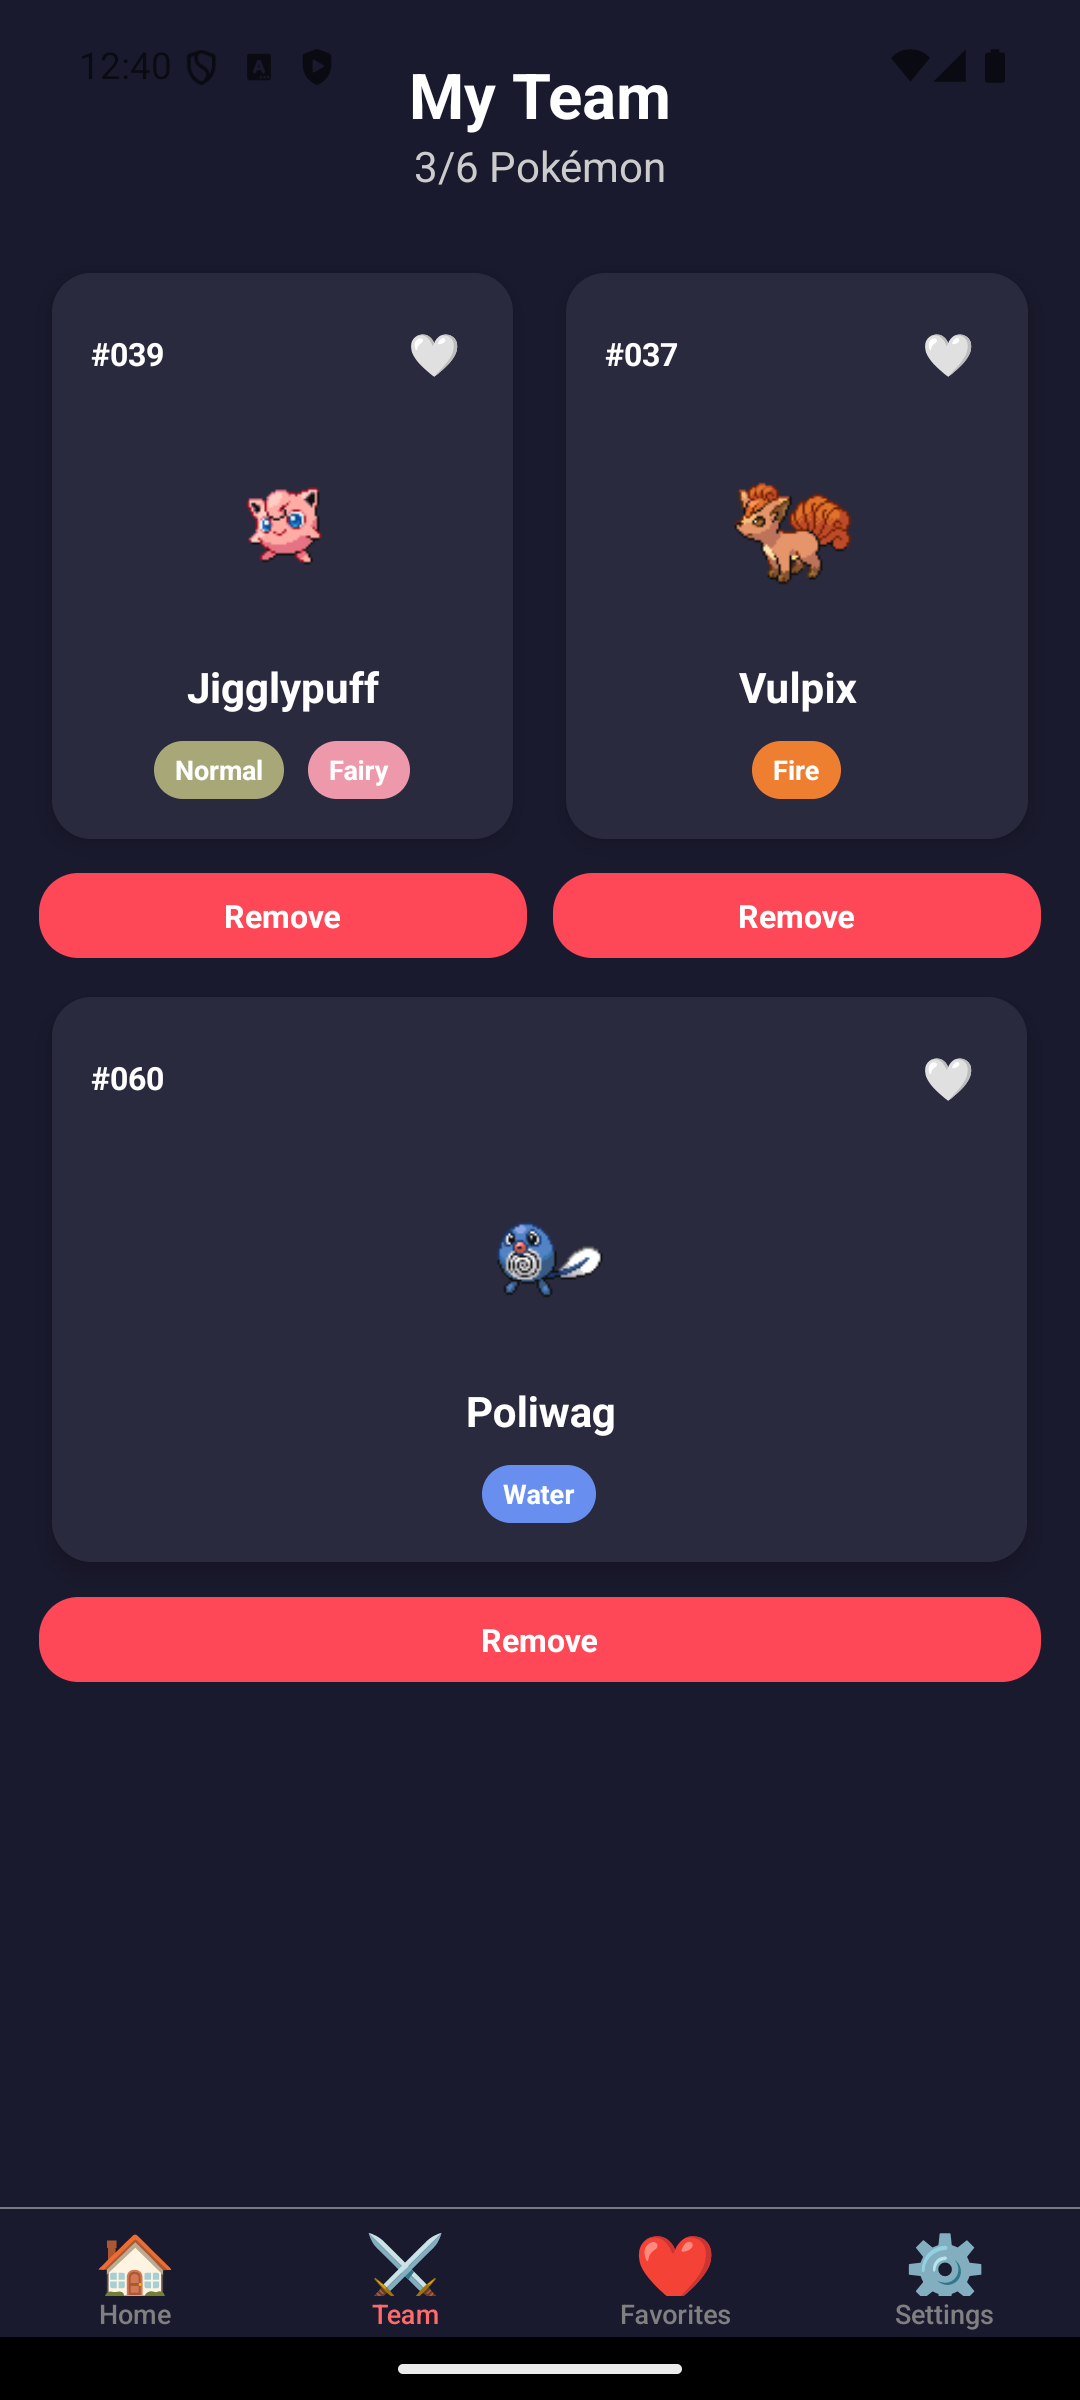 12:40
My Team
3/6 Pokémon
#039
#037
Jigglypuff
Vulpix
Normal
Fairy
Fire
Remove
Remove
#060
Poliwag
Water
Remove
Home
Team
Favorites
Settings